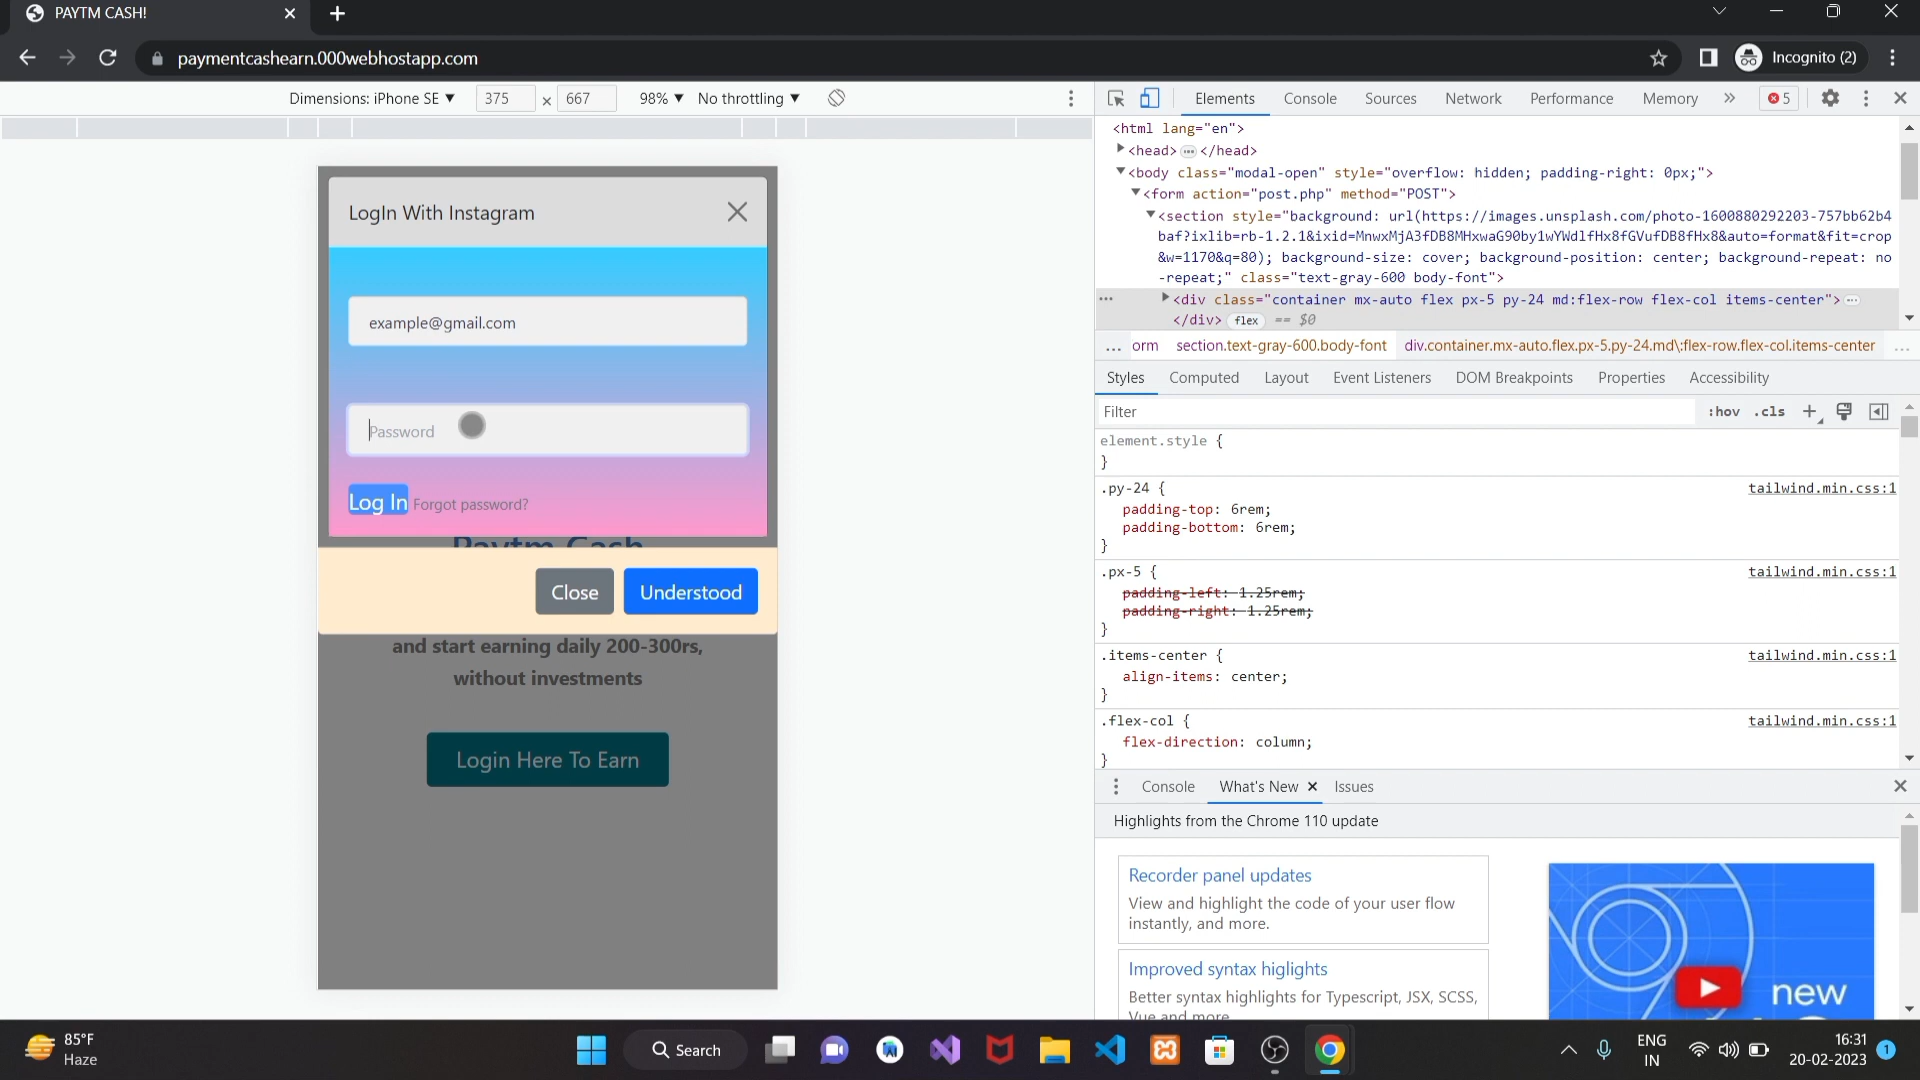 PAYTM CASH!
paymentcashearn.000webhostapp.com
Incognito (2)
Dimensions: iPhone SE ▼ 375 × 667 98% ▼ No throttling ▼
LogIn With Instagram
example@gmail.com
Password
Log In Forgot password?
Paytm Cash
Close Understood
and start earning daily 200-300rs,
without investments
Login Here To Earn
Elements Console Sources Network Performance Memory » 5
<html lang="en">
<head> … </head>
<body class="modal-open" style="overflow: hidden; padding-right: 0px;">
<form action="post.php" method="POST">
<section style="background: url(https://images.unsplash.com/photo-1600880292203-757bb62b4
baf?ixlib=rb-1.2.1&ixid=MnwxMjA3fDB8MHxwaG90by1wYWdlfHx8fGVufDB8fHx8&auto=format&fit=crop
&w=1170&q=80); background-size: cover; background-position: center; background-repeat: no
-repeat;" class="text-gray-600 body-font">
… <div class="container mx-auto flex px-5 py-24 md:flex-row flex-col items-center"> …
</div> flex == $0
… orm section.text-gray-600.body-font div.container.mx-auto.flex.px-5.py-24.md\:flex-row.flex-col.items-center …
Styles Computed Layout Event Listeners DOM Breakpoints Properties Accessibility
Filter :hov .cls +
element.style {
}
.py-24 { tailwind.min.css:1
padding-top: 6rem;
padding-bottom: 6rem;
}
.px-5 { tailwind.min.css:1
padding-left: 1.25rem;
padding-right: 1.25rem;
}
.items-center { tailwind.min.css:1
align-items: center;
}
.flex-col { tailwind.min.css:1
flex-direction: column;
}
Console What's New Issues
Highlights from the Chrome 110 update
Recorder panel updates
View and highlight the code of your user flow
instantly, and more.
Improved syntax higlights
Better syntax highlights for Typescript, JSX, SCSS,
Vue and more.
new
85°F
Haze
Search
ENG
IN
16:31
20-02-2023
1